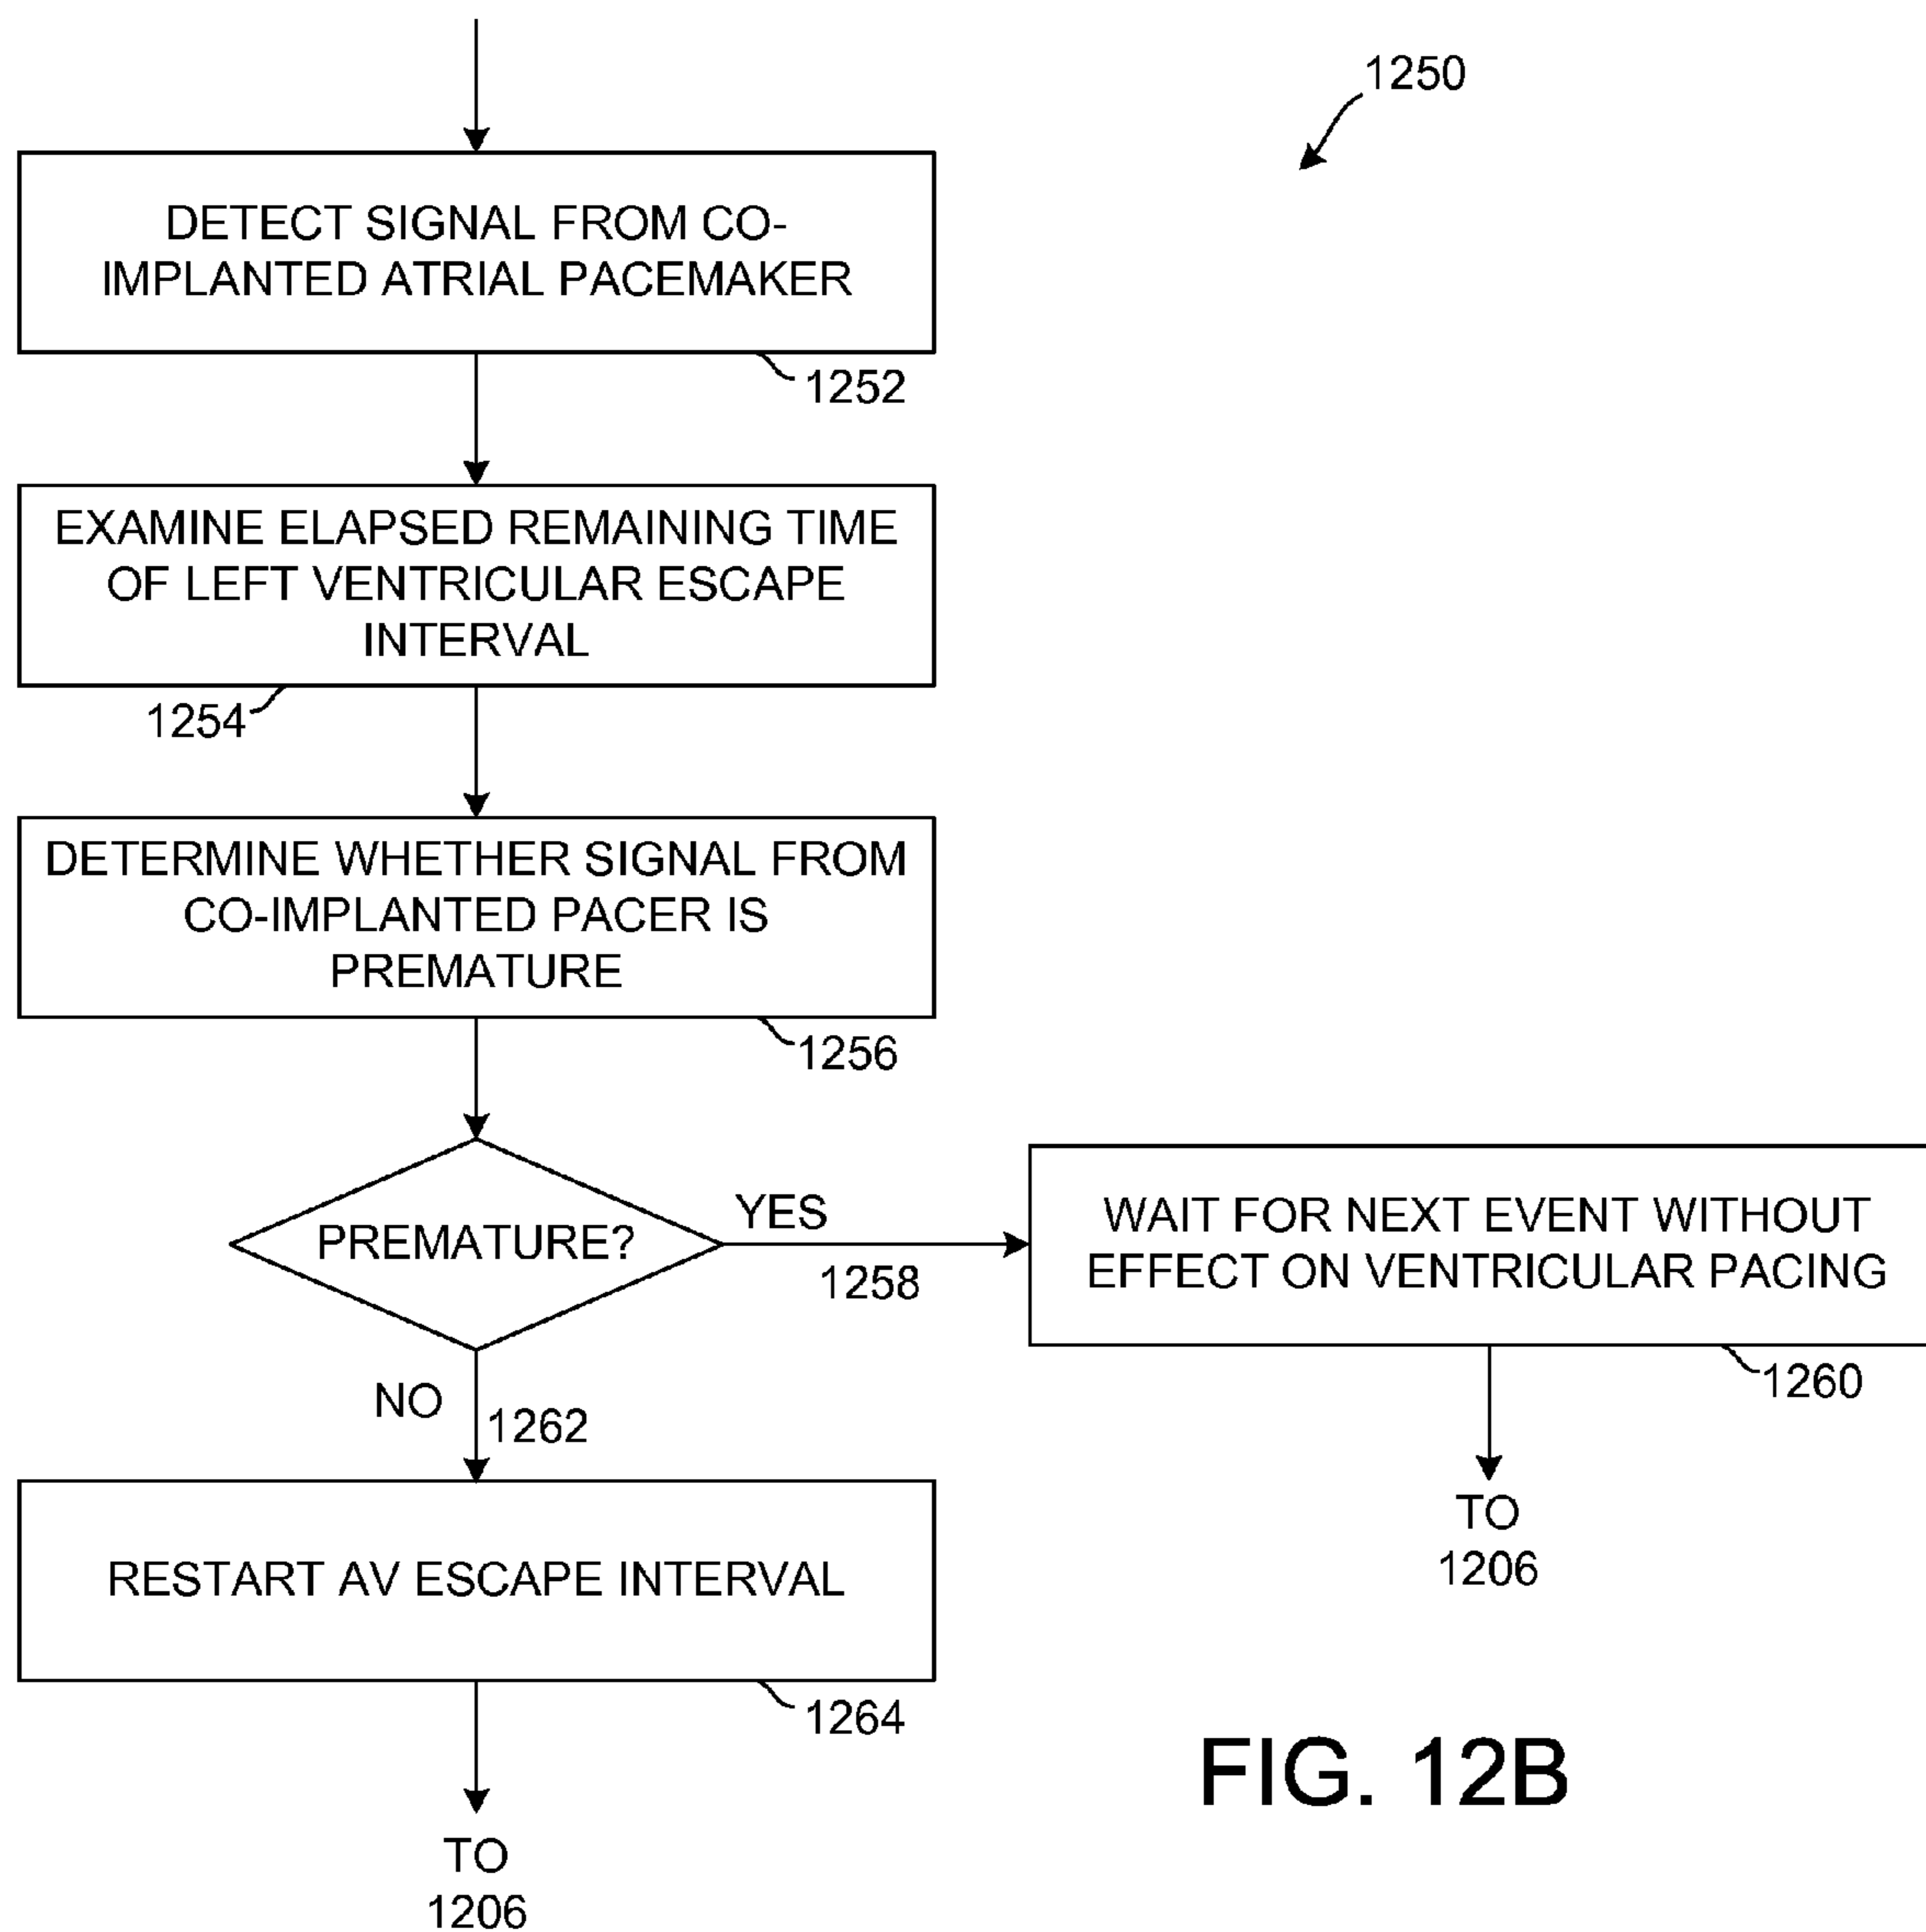 1250
DETECT SIGNAL FROM CO-
IMPLANTED ATRIAL PACEMAKER
1252
EXAMINE ELAPSED REMAINING TIME
OF LEFT VENTRICULAR ESCAPE
INTERVAL
1254
DETERMINE WHETHER SIGNAL FROM
CO-IMPLANTED PACER IS
PREMATURE
1256
PREMATURE?
YES
1258
WAIT FOR NEXT EVENT WITHOUT
EFFECT ON VENTRICULAR PACING
1260
TO
1206
NO
1262
RESTART AV ESCAPE INTERVAL
1264
TO
1206
FIG. 12B